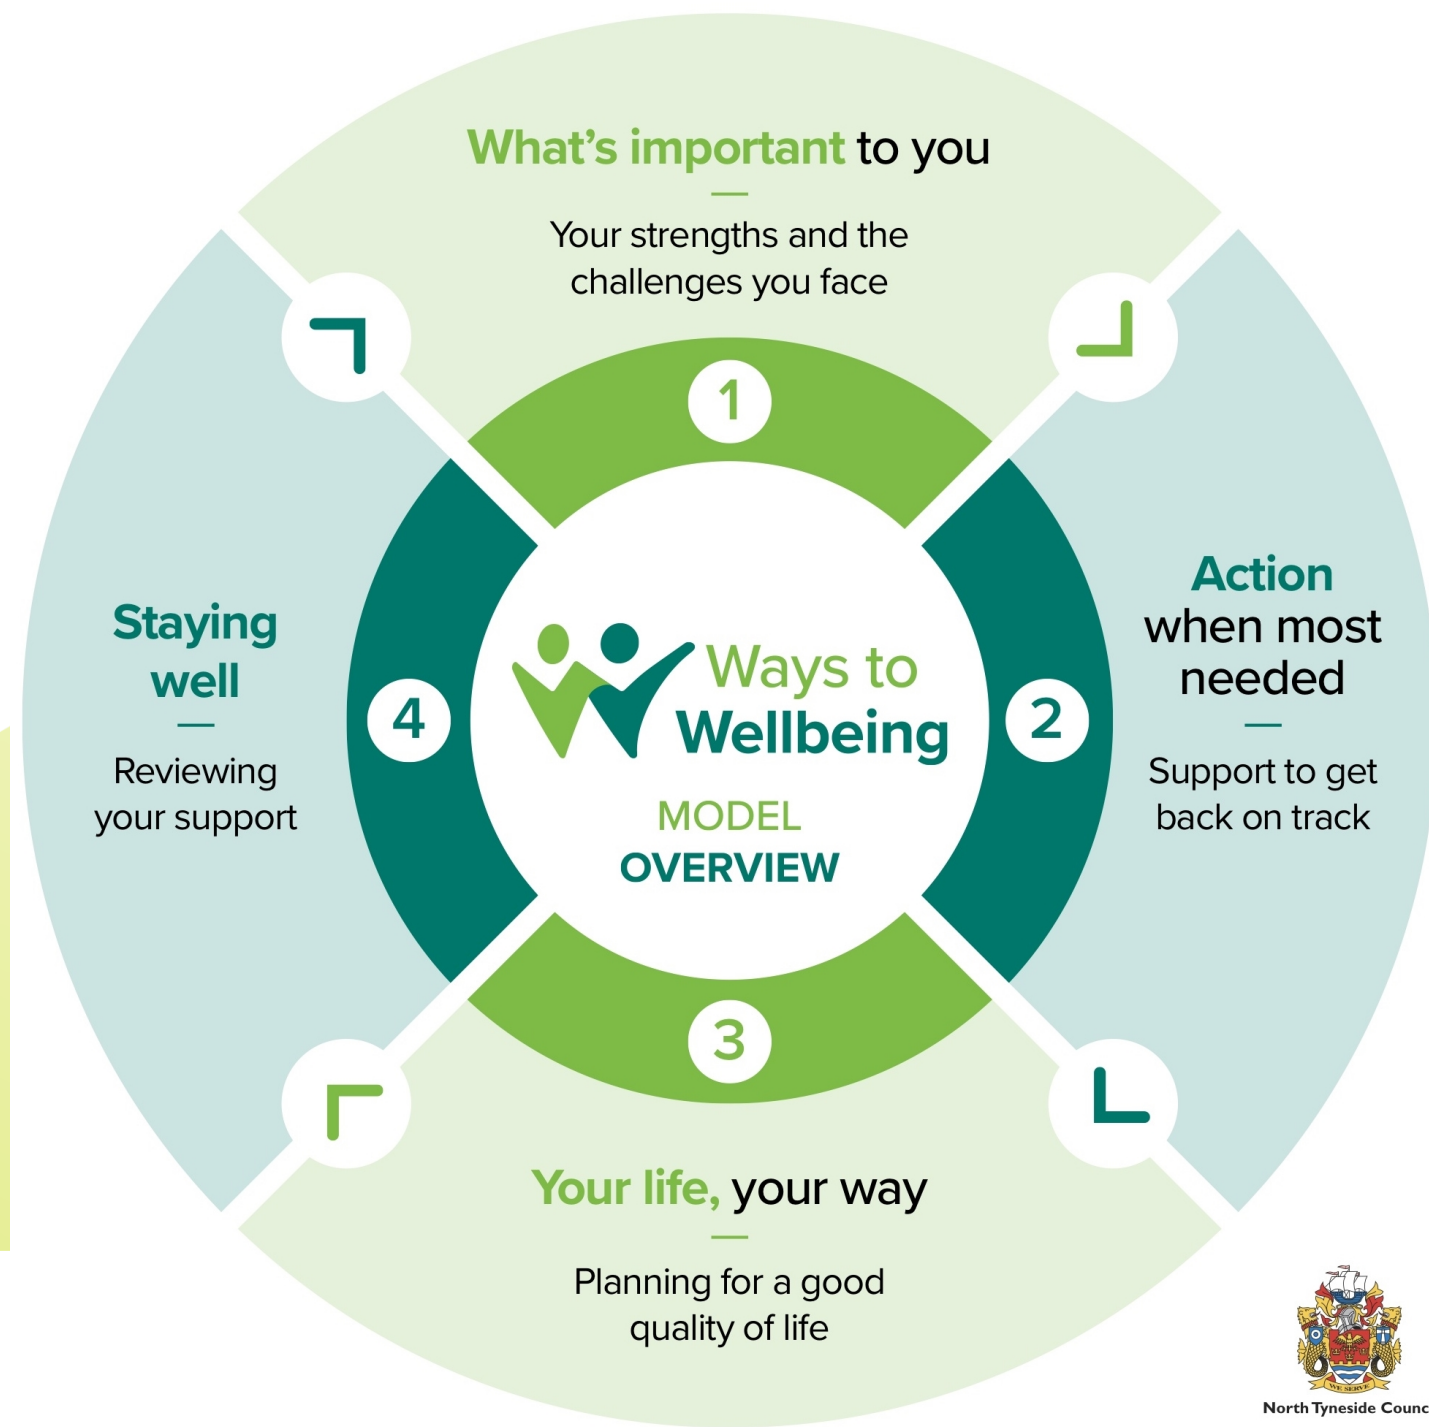 What's important to you
Your strengths and the
challenges you face
1
Action
when most
needed
Support to get
back on track
2
Your life, your way
Planning for a good
quality of life
3
Staying
well
Reviewing
your support
4
Ways to
Wellbeing
MODEL
OVERVIEW
WE SERVE
North Tyneside Counc